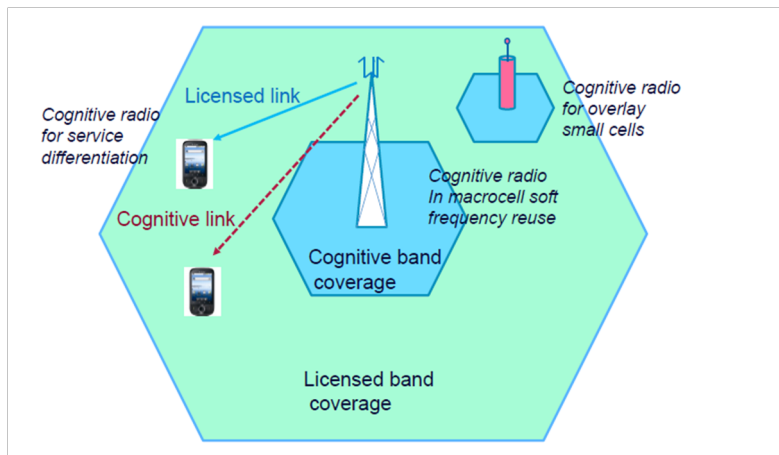 Licensed link
Cognitive radio
for service
differentiation
Cognitive radio
for overlay
small cells
Cognitive radio
In macrocell soft
frequency reuse
Cognitive link
Cognitive band
coverage
Licensed band
coverage